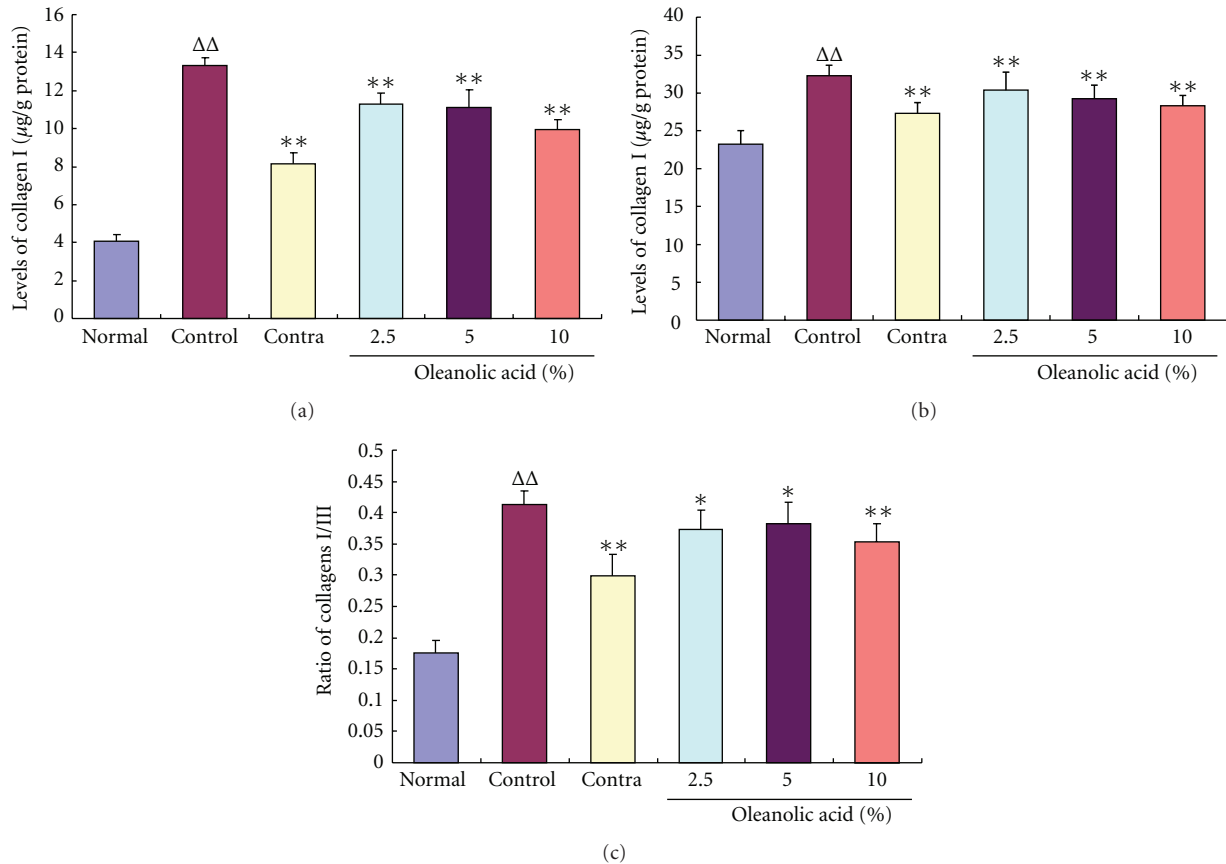 Levels of collagen I (µg/g protein)
16
14
12
10
8
6
4
2
0
ΔΔ
**
**
**
**
Normal Control Contra 2.5 5 10
Oleanolic acid (%)
(a)
Levels of collagen I (µg/g protein)
40
35
30
25
20
15
10
5
0
ΔΔ
**
**
**
**
Normal Control Contra 2.5 5 10
Oleanolic acid (%)
(b)
Ratio of collagens I/III
0.5
0.45
0.4
0.35
0.3
0.25
0.2
0.15
0.1
0.05
0
ΔΔ
**
*
*
**
Normal Control Contra 2.5 5 10
Oleanolic acid (%)
(c)